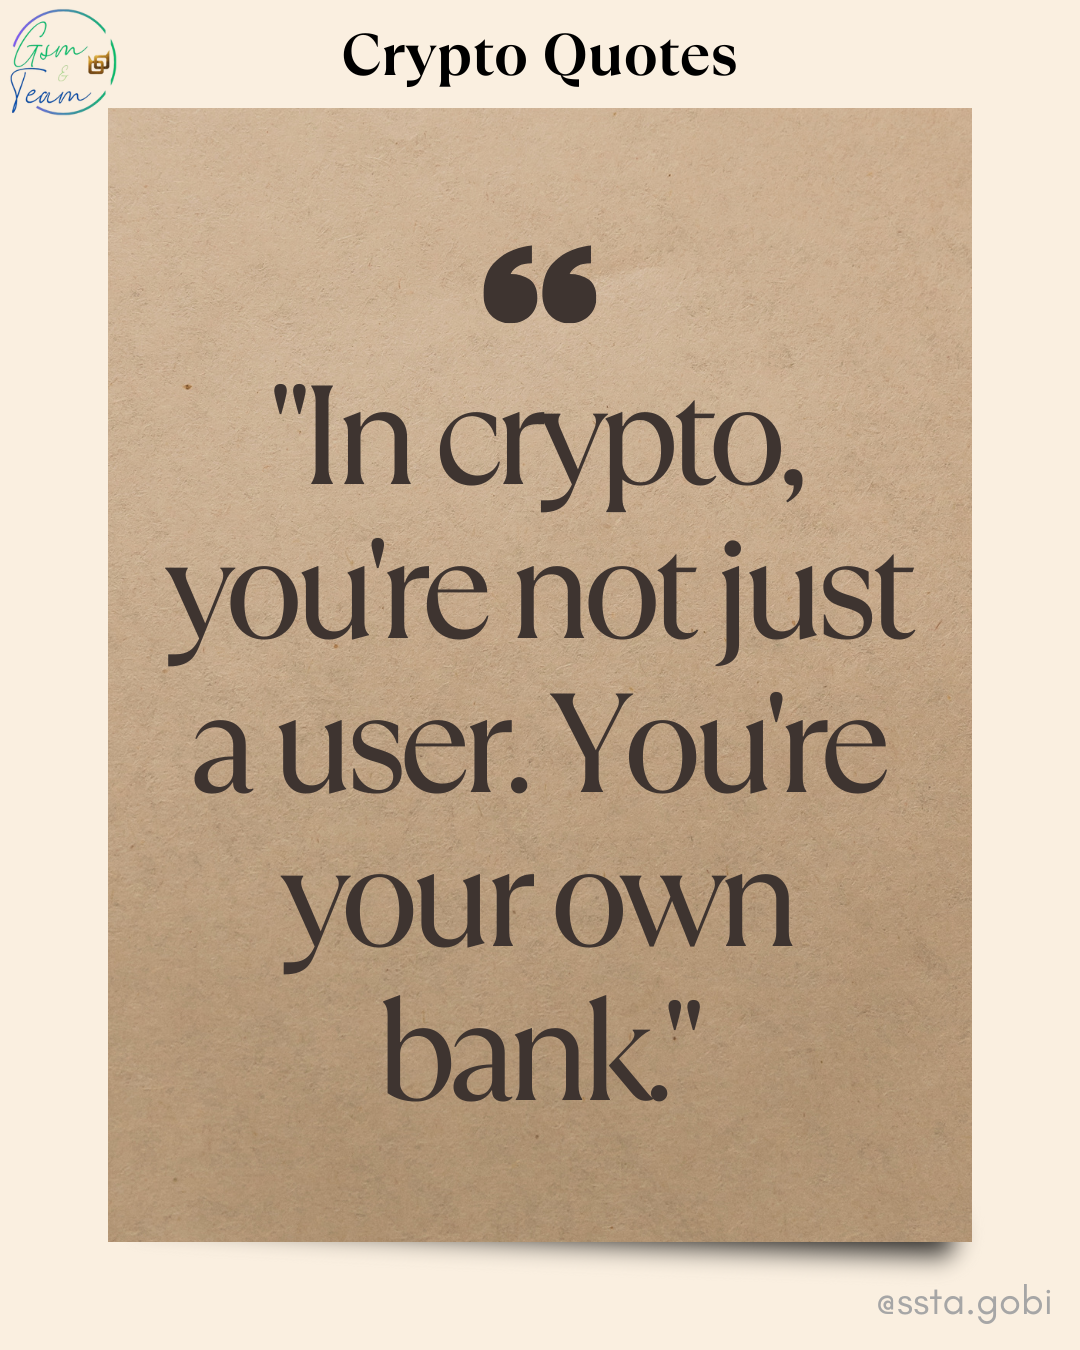 Gsm
&
Team
Crypto Quotes
“
"In crypto,
you're not just
a user. You're
your own
bank."
@ssta.gobi